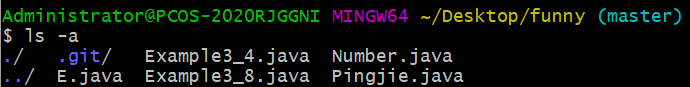 Administrator@PCOS-2020RJGGNI MINGW64 ~/Desktop/funny (master)
$ ls -a
./   .git/   Example3_4.java  Number.java
../  E.java  Example3_8.java  Pingjie.java